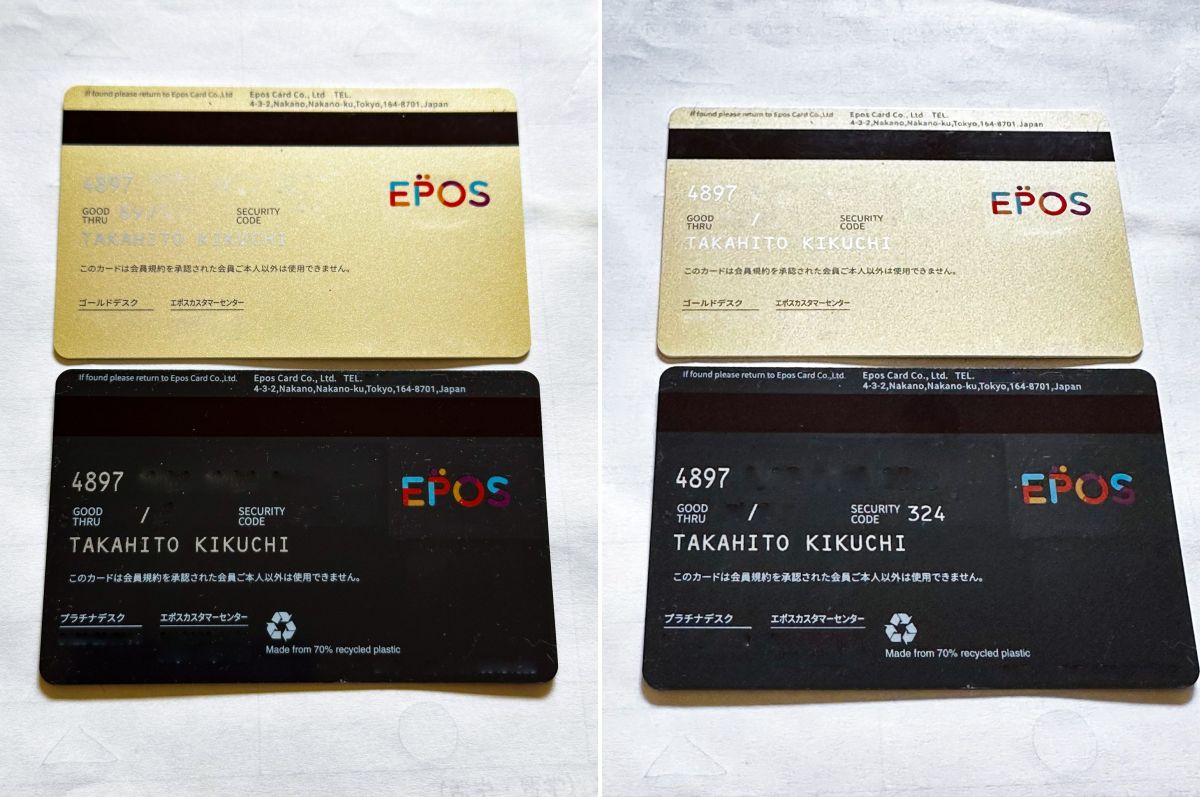 If found please return to Epos Card Co.,Ltd Epos Card Co., Ltd TEL.
4-3-2,Nakano,Nakano-ku,Tokyo,164-8701,Japan
4897
EPOS
GOOD THRU SECURITY CODE
TAKAHITO KIKUCHI
このカードは会員規約を承認された会員ご本人以外は使用できません。
ゴールドデスク エポスカスタマーセンター
If found please return to Epos Card Co.,Ltd. Epos Card Co., Ltd. TEL.
4-3-2,Nakano,Nakano-ku,Tokyo,164-8701,Japan
4897
EPOS
GOOD THRU / SECURITY CODE
TAKAHITO KIKUCHI
このカードは会員規約を承認された会員ご本人以外は使用できません。
プラチナデスク エポスカスタマーセンター
Made from 70% recycled plastic
If found please return to Epos Card Co.,Ltd Epos Card Co., Ltd TEL.
4-3-2,Nakano,Nakano-ku,Tokyo,164-8701,Japan
4897
EPOS
GOOD THRU / SECURITY CODE
TAKAHITO KIKUCHI
このカードは会員規約を承認された会員ご本人以外は使用できません。
ゴールドデスク エポスカスタマーセンター
If found please return to Epos Card Co.,Ltd. Epos Card Co., Ltd. TEL.
4-3-2,Nakano,Nakano-ku,Tokyo,164-8701,Japan
4897
EPOS
GOOD THRU / SECURITY CODE 324
TAKAHITO KIKUCHI
このカードは会員規約を承認された会員ご本人以外は使用できません。
プラチナデスク エポスカスタマーセンター
Made from 70% recycled plastic